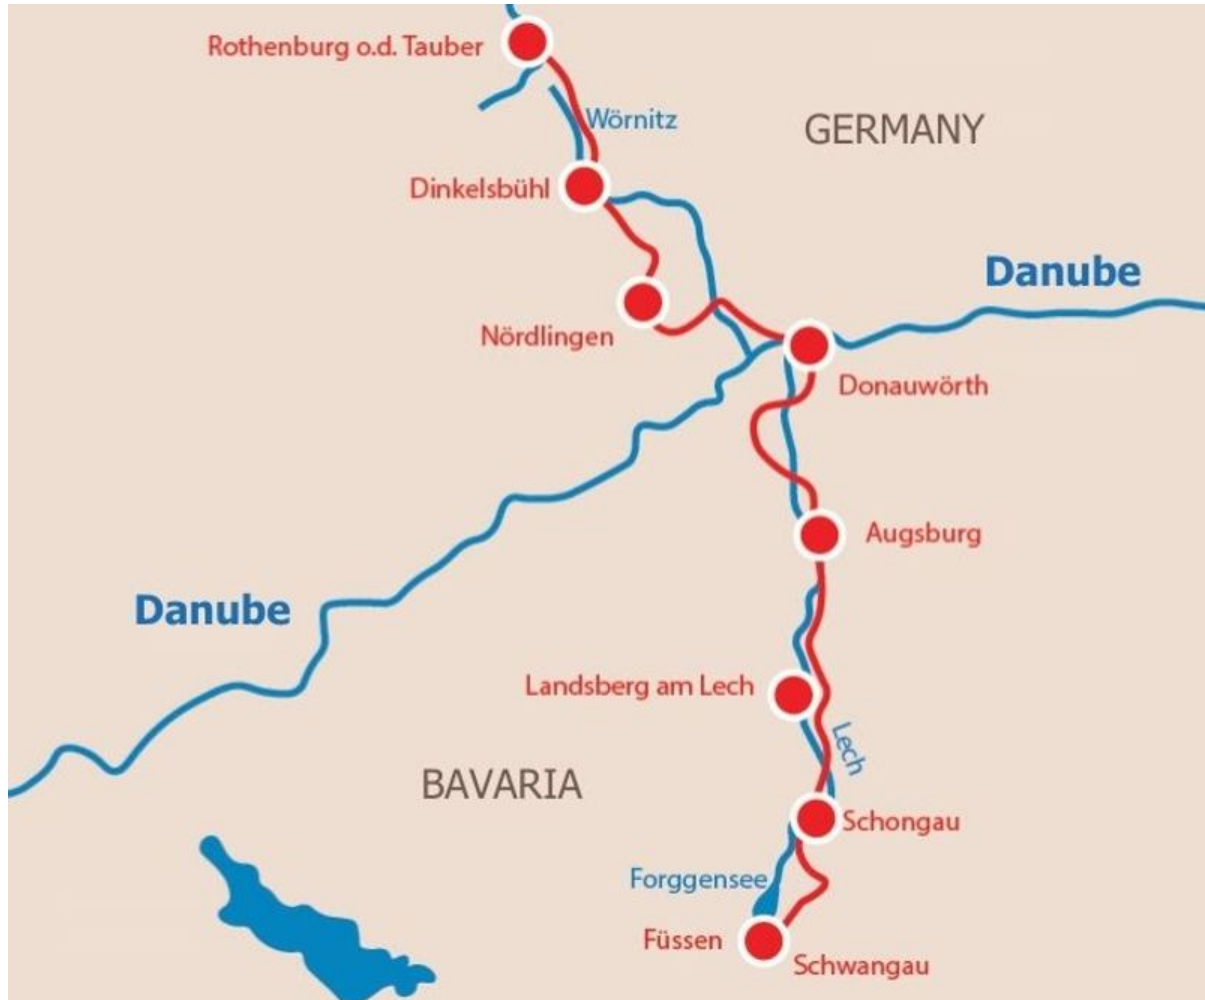 Rothenburg o.d. Tauber
Wörnitz
GERMANY
Dinkelsbühl
Danube
Nördlingen
Donauwörth
Augsburg
Danube
Landsberg am Lech
Lech
BAVARIA
Schongau
Forggensee
Füssen
Schwangau